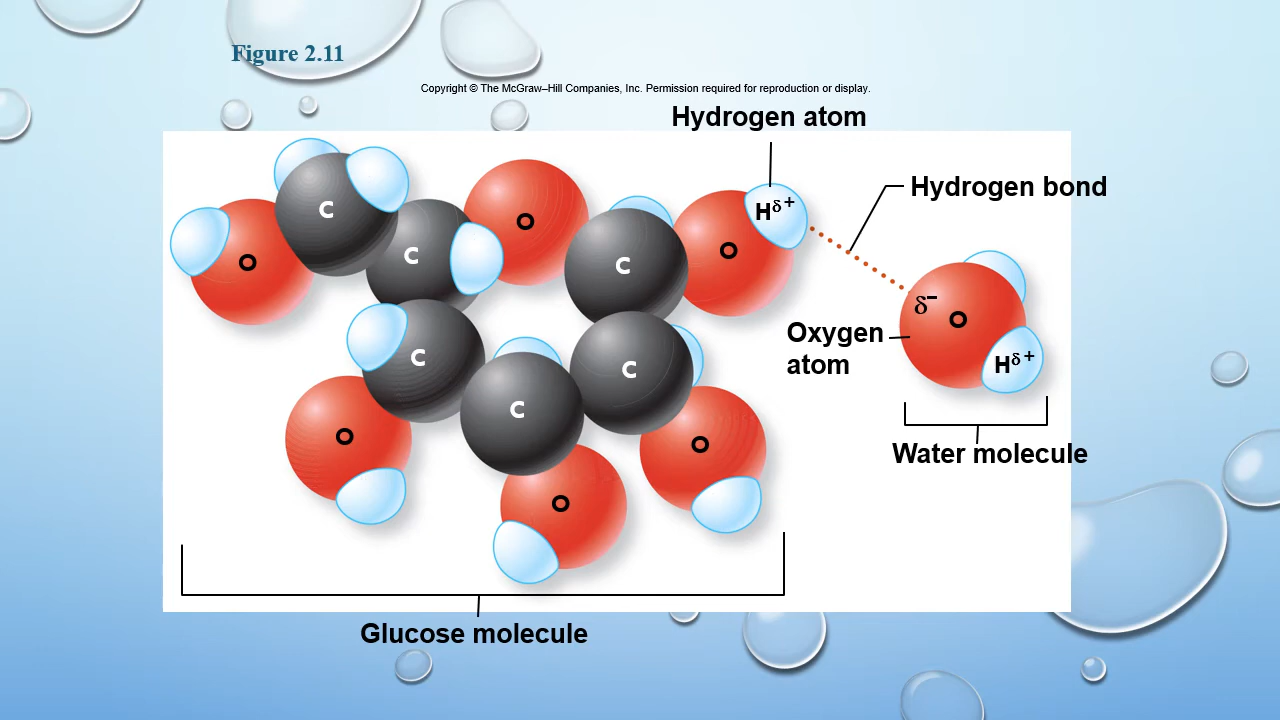 Figure 2.11
Copyright © The McGraw–Hill Companies, Inc. Permission required for reproduction or display.
Hydrogen atom
Hydrogen bond
C
O
C
O
C
O
Hδ+
O
C
C
C
O
O
O
δ−
O
Hδ+
Oxygen
atom
Water molecule
Glucose molecule